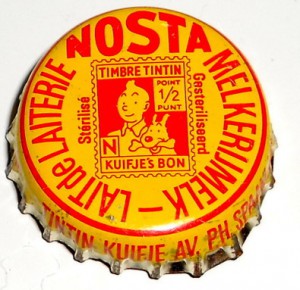 NOSTA
LAIT de LAITERIE — MELKERIJMELK —
Stérilisé
Gesteriliseerd
TIMBRE TINTIN
POINT
1/2
PUNT
N
KUIFJE'S BON
TINTIN KUIFJE AV. PH